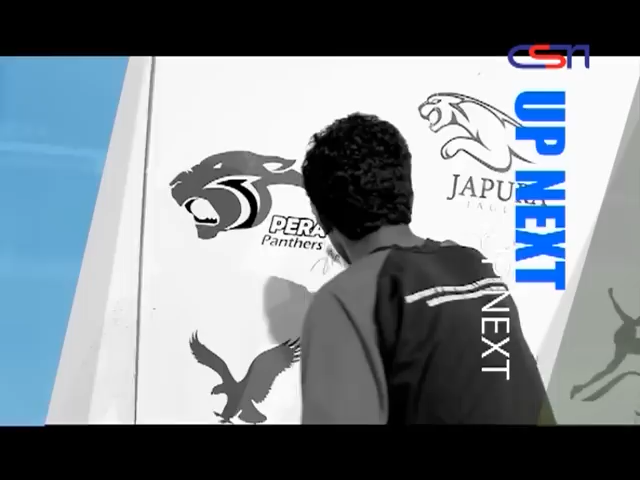 CSN
UP NEXT
JAPURA
PERA
Panthers
NEXT